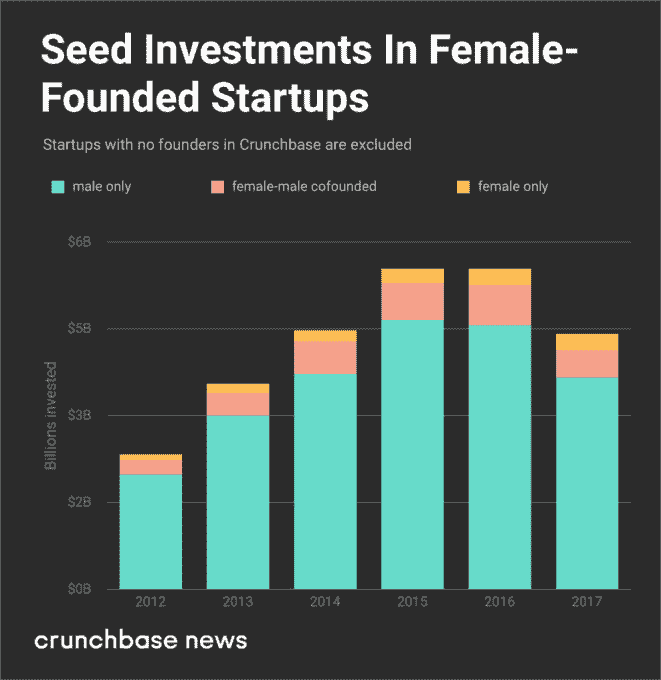 Seed Investments In Female-
Founded Startups
Startups with no founders in Crunchbase are excluded
male only
female-male cofounded
female only
$6B
$5B
$3B
$2B
$0B
Billions invested
2012
2013
2014
2015
2016
2017
crunchbase news